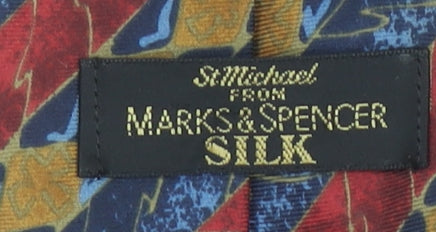 St Michael
FROM
MARKS & SPENCER
SILK